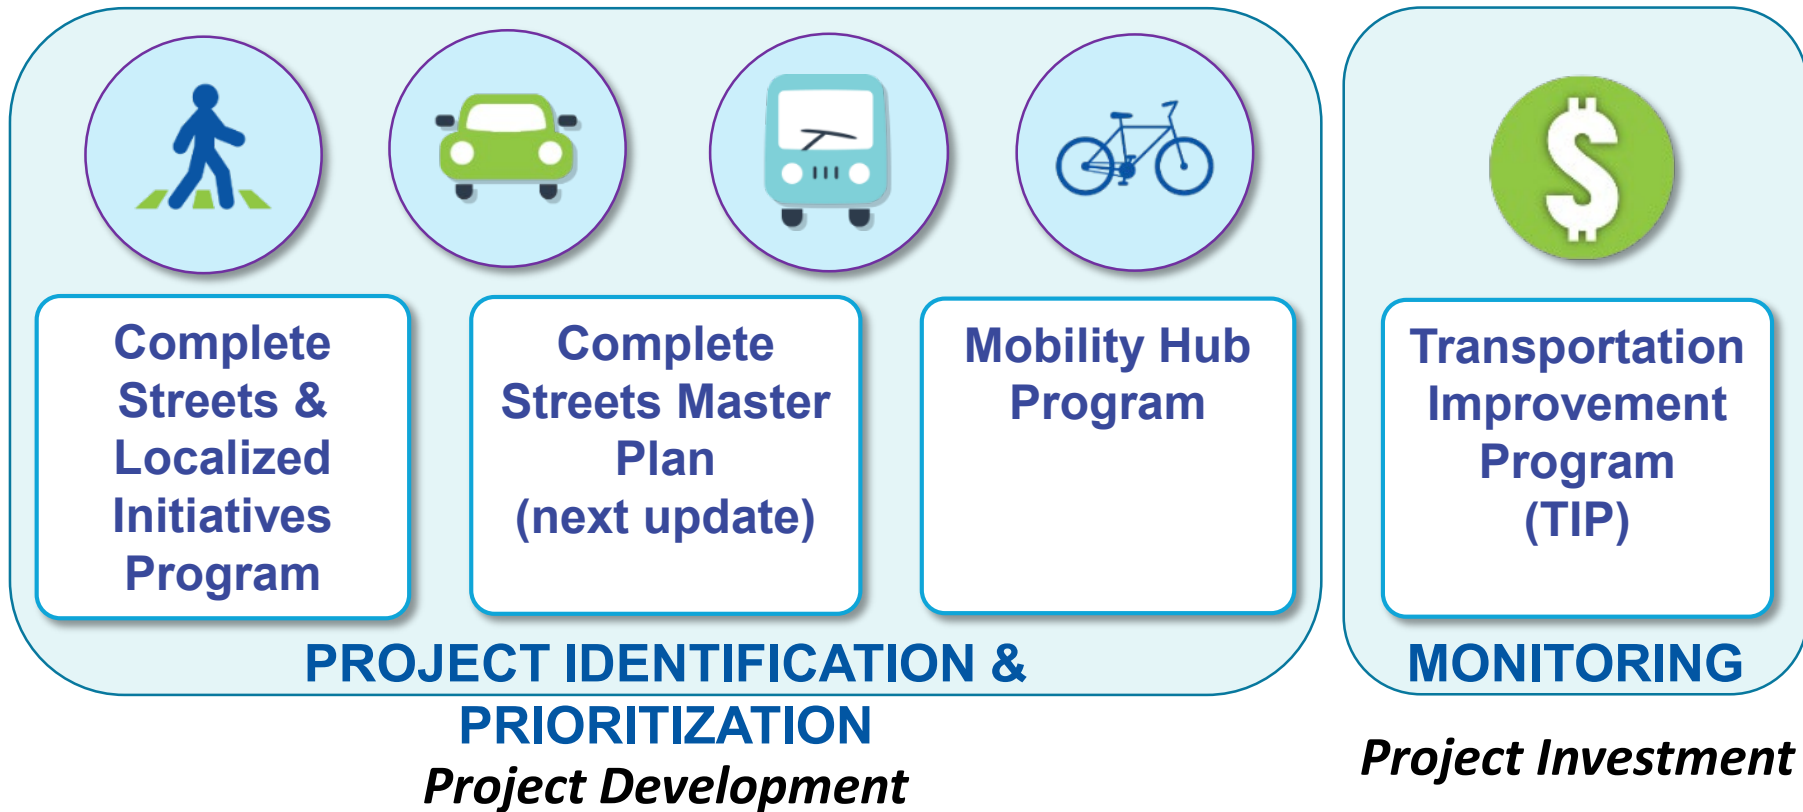 Complete
Streets &
Localized
Initiatives
Program
Complete
Streets Master
Plan
(next update)
Mobility Hub
Program
PROJECT IDENTIFICATION &
PRIORITIZATION
Project Development
$
Transportation
Improvement
Program
(TIP)
MONITORING
Project Investment